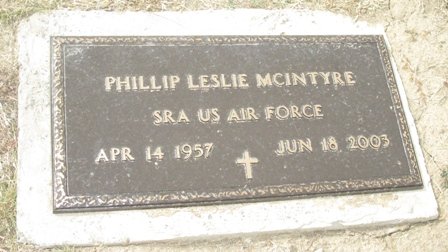 PHILLIP LESLIE MCINTYRE
SRA US AIR FORCE
APR 14 1957 JUN 18 2003